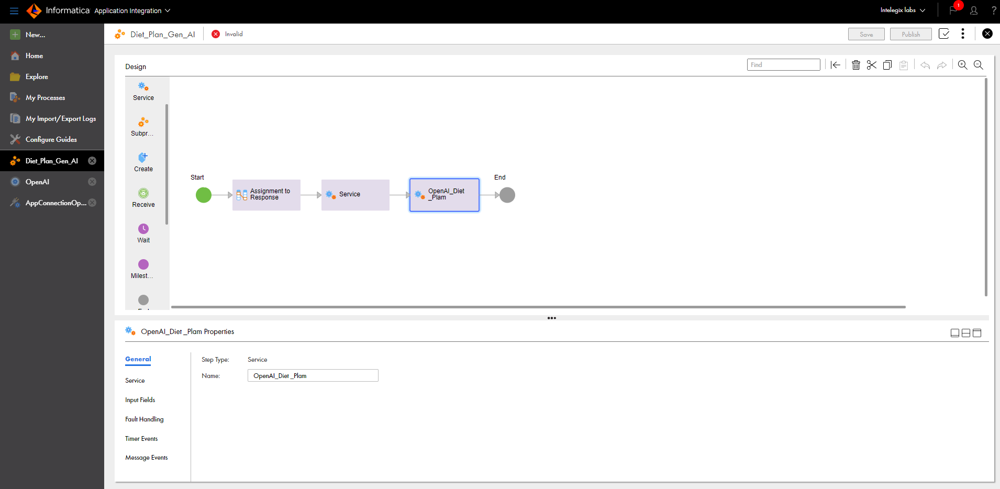 Informatica Application Integration
Intelegix labs
1
?
New...
Home
Explore
My Processes
My Import/Export Logs
Configure Guides
Diet_Plan_Gen_AI
OpenAI
AppConnectionOp...
Diet_Plan_Gen_AI
Invalid
Save
Publish
Design
Find
Service
Subpr...
Create
Receive
Wait
Milest...
Start
Assignment to
Response
Service
OpenAI_Diet
_Plam
End
OpenAI_Diet _Plam Properties
General
Service
Input Fields
Fault Handling
Timer Events
Message Events
Step Type:
Service
Name:
OpenAI_Diet _Plam